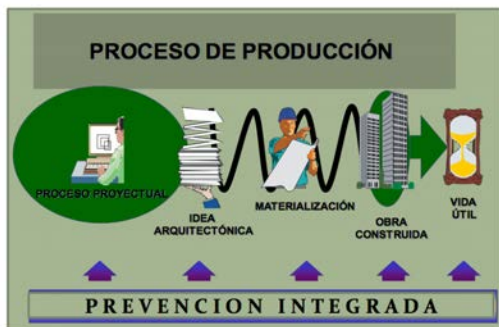 PROCESO DE PRODUCCIÓN
PROCESO PROYECTUAL
IDEA
ARQUITECTÓNICA
MATERIALIZACIÓN
OBRA
CONSTRUIDA
VIDA
ÚTIL
PREVENCION INTEGRADA